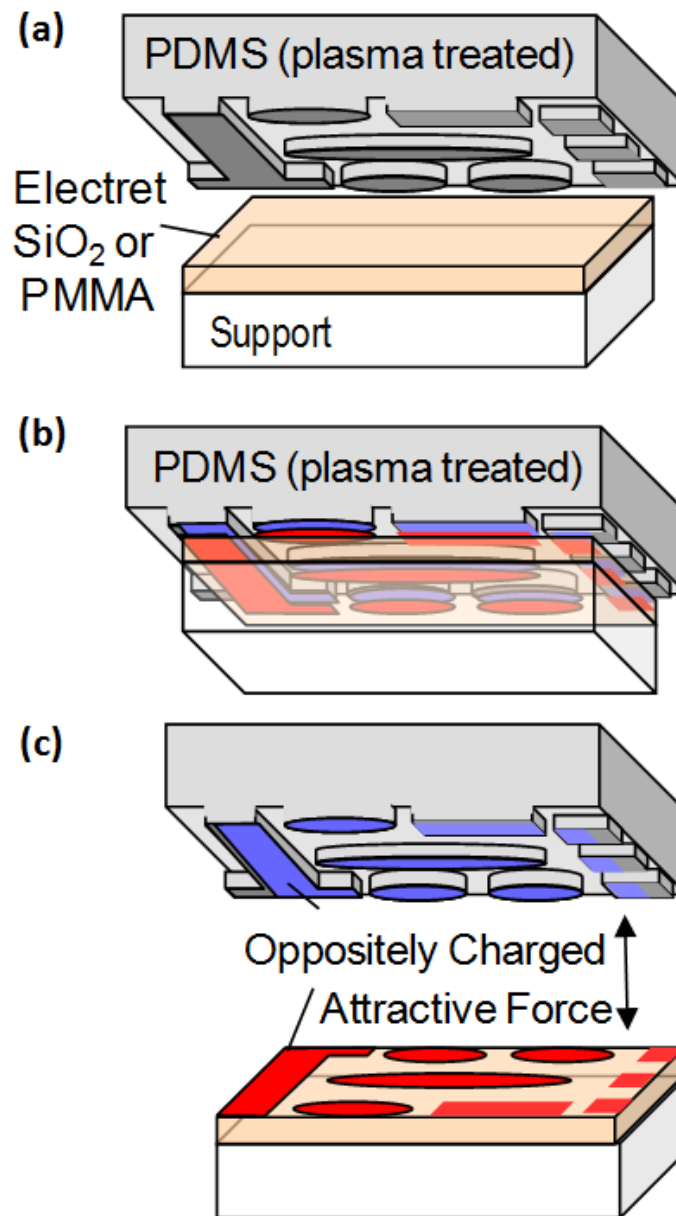 (a)
PDMS (plasma treated)
Electret
SiO₂ or
PMMA
Support
(b)
PDMS (plasma treated)
(c)
Oppositely Charged
Attractive Force